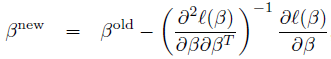 β^new = β^old − (∂²ℓ(β) / ∂β∂β^T)^−1 ∂ℓ(β) / ∂β